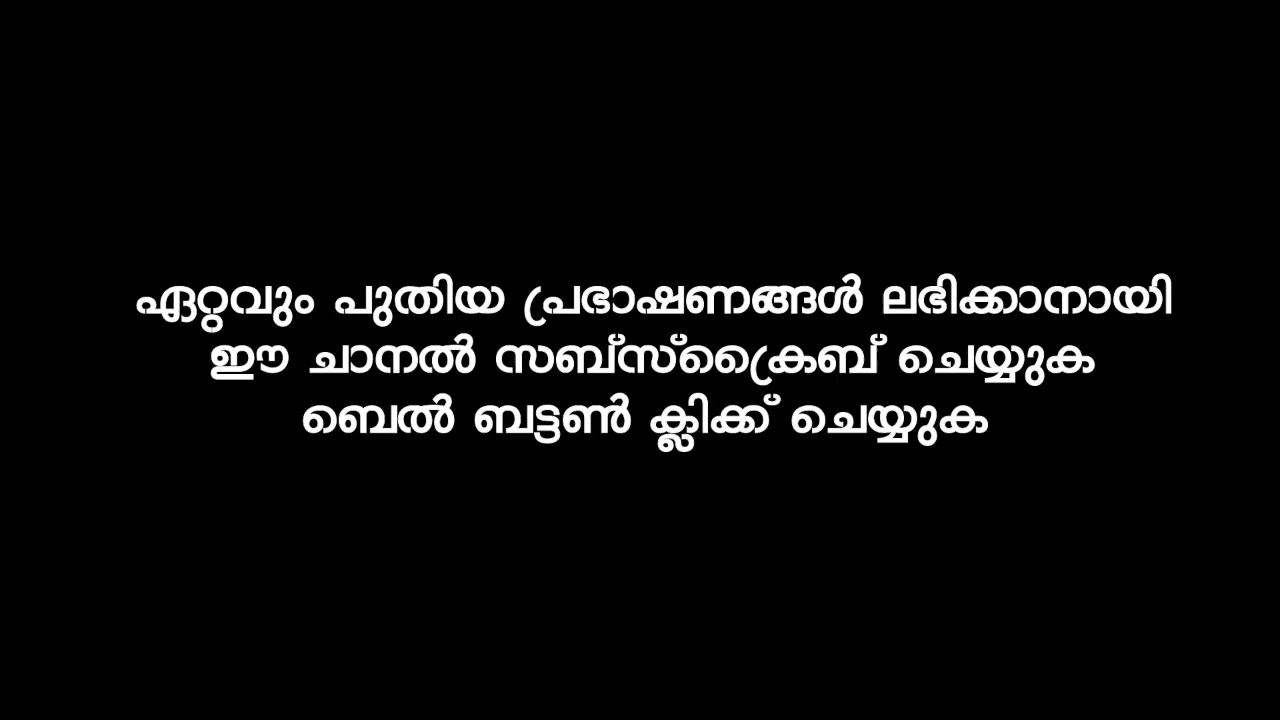 ഏറ്റവും പുതിയ പ്രഭാഷണങ്ങൾ ലഭിക്കാനായി
ഈ ചാനൽ സബ്സ്ക്രൈബ് ചെയ്യുക
ബെൽ ബട്ടൺ ക്ലിക്ക് ചെയ്യുക